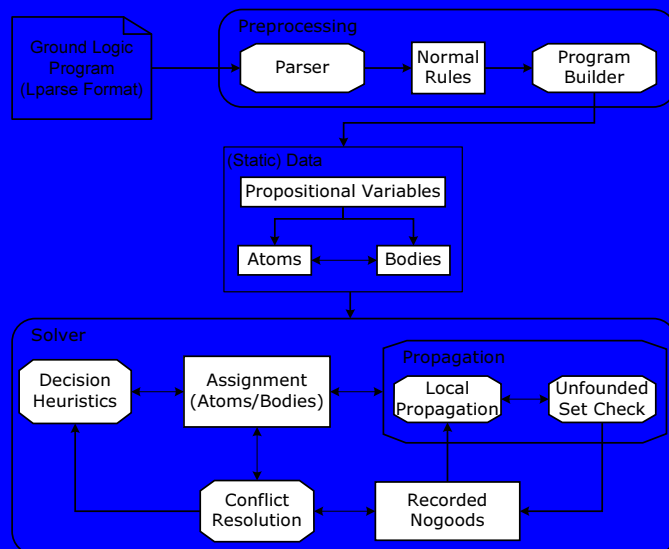 Preprocessing
Ground Logic
Program
(Lparse Format)
Parser
Normal
Rules
Program
Builder
(Static) Data
Propositional Variables
Atoms
Bodies
Solver
Propagation
Decision
Heuristics
Assignment
(Atoms/Bodies)
Local
Propagation
Unfounded
Set Check
Conflict
Resolution
Recorded
Nogoods